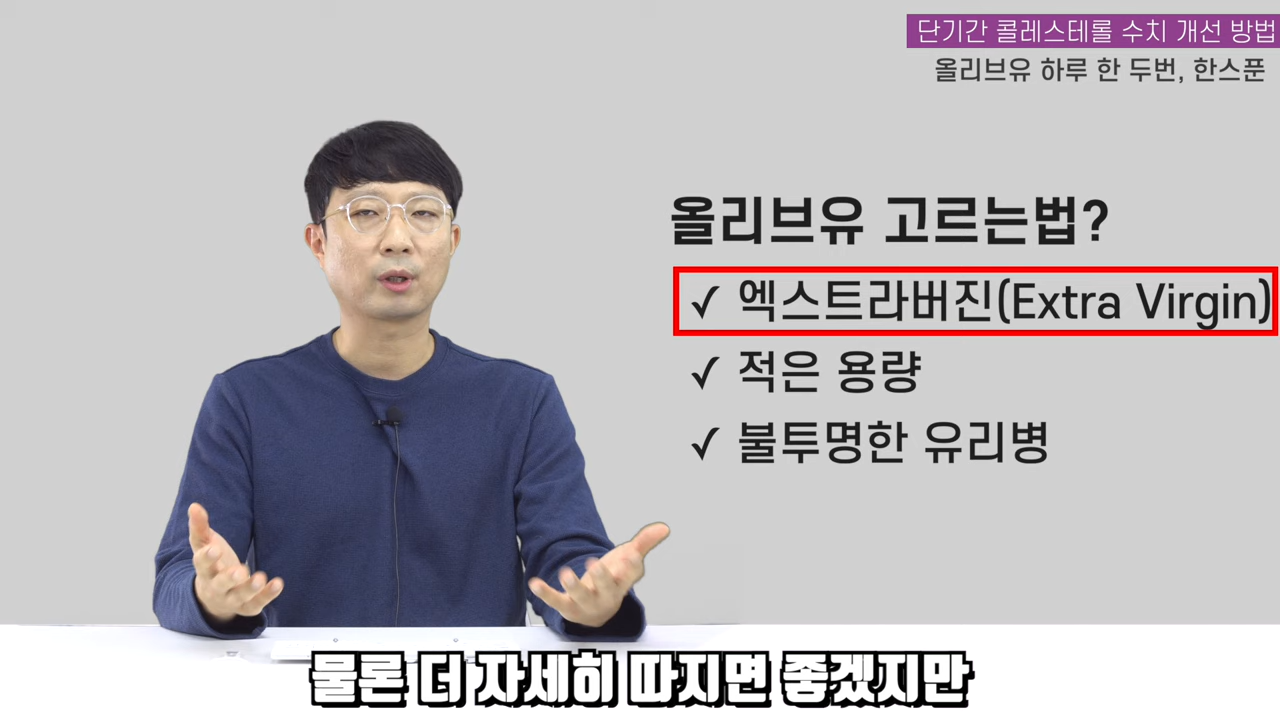 단기간 콜레스테롤 수치 개선 방법
올리브유 하루 한 두번, 한스푼
올리브유 고르는법?
✓ 엑스트라버진(Extra Virgin)
✓ 적은 용량
✓ 불투명한 유리병
물론 더 자세히 따지면 좋겠지만